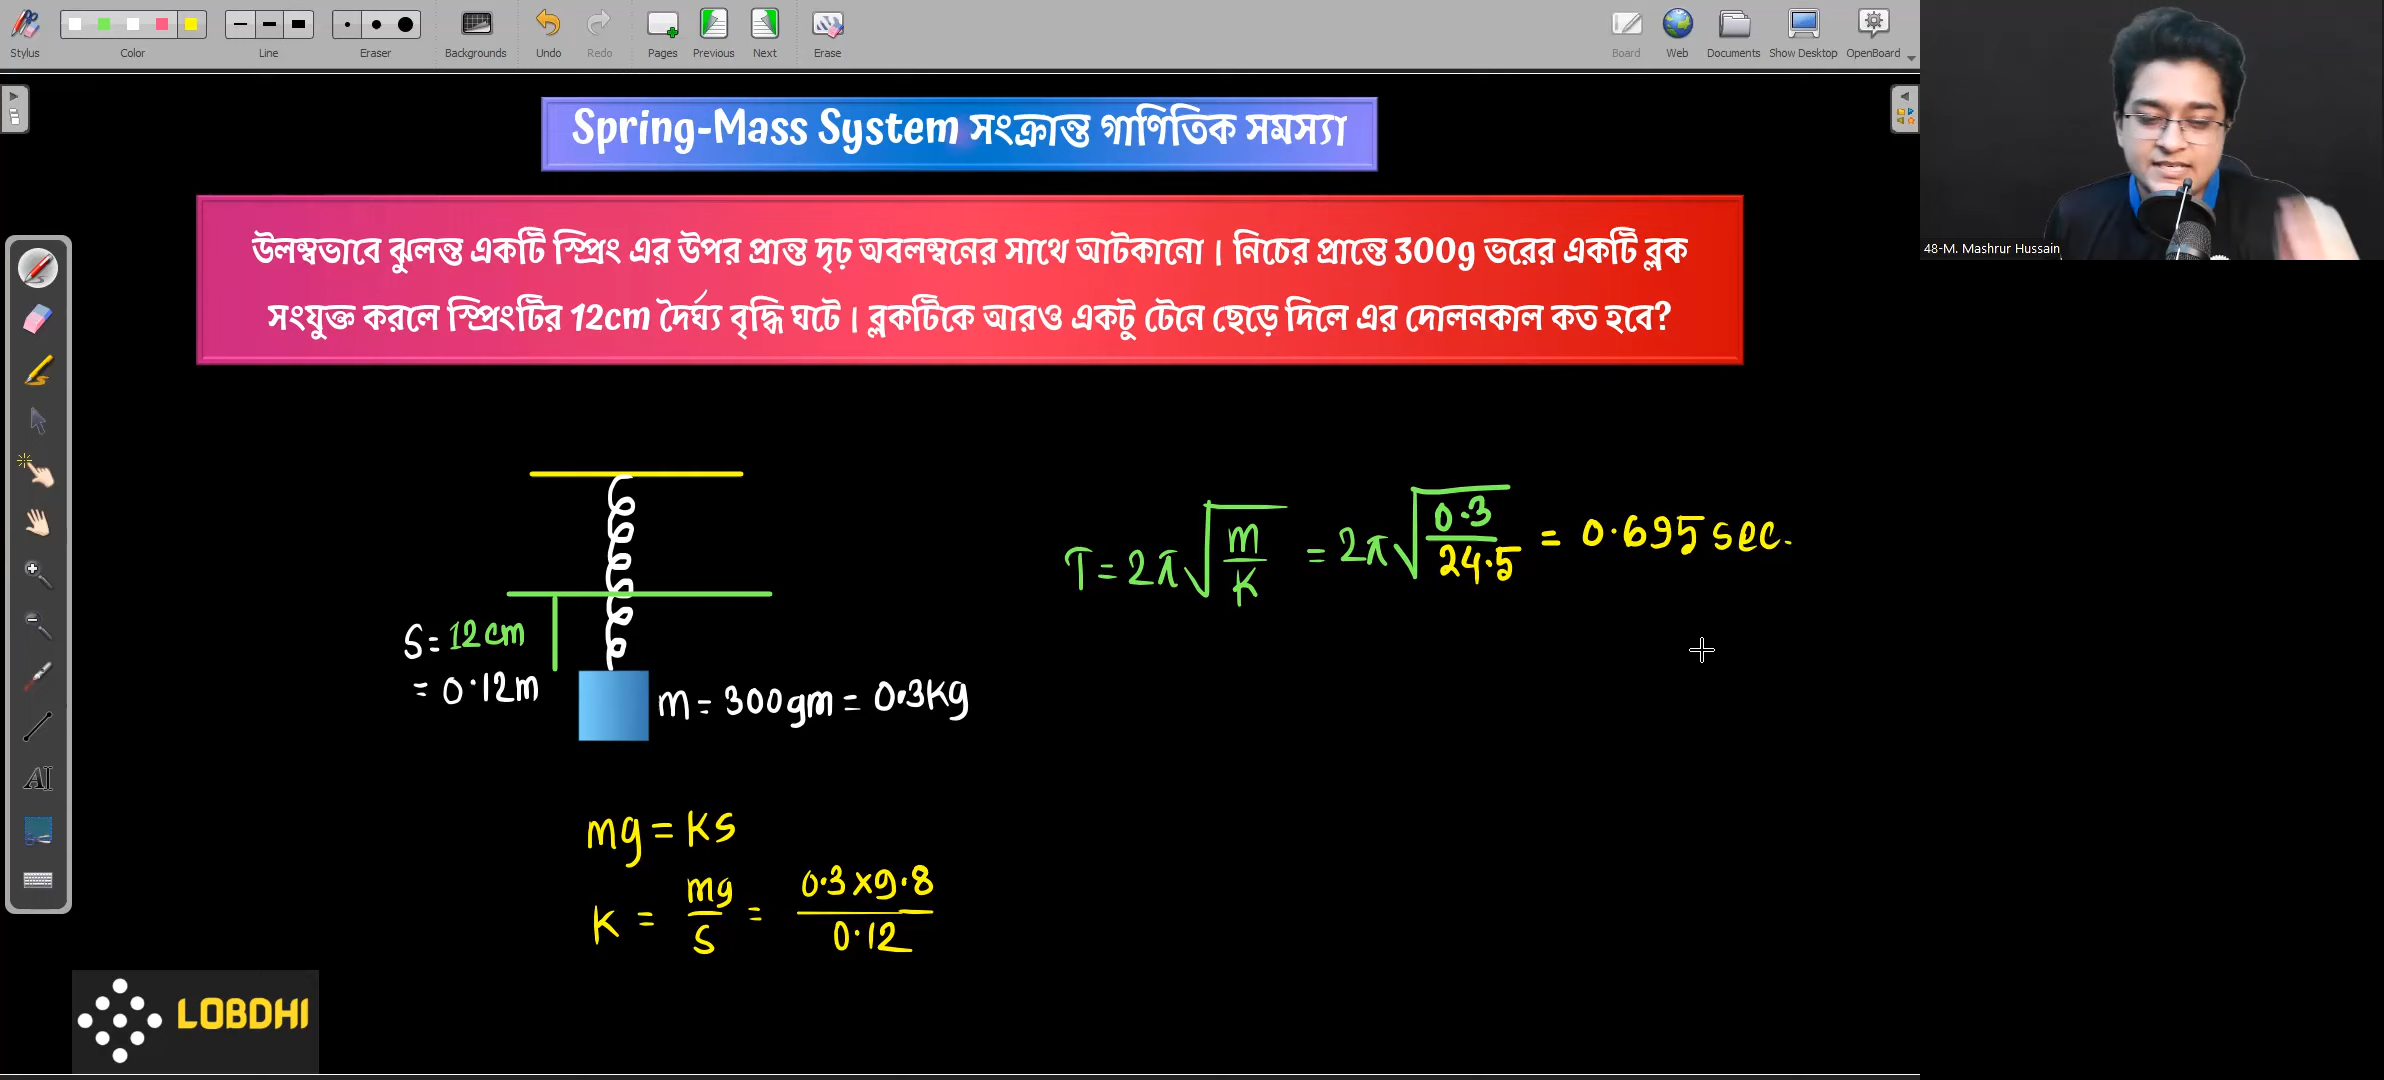 Stylus Color Line Eraser Backgrounds Undo Redo Pages Previous Next Erase Board Web Documents Show Desktop OpenBoard
Spring-Mass System সংক্রান্ত গাণিতিক সমস্যা
48-M. Mashrur Hussain
উলম্বভাবে ঝুলন্ত একটি স্প্রিং এর উপর প্রান্ত দৃঢ় অবলম্বনের সাথে আটকানো। নিচের প্রান্তে 300g ভরের একটি ব্লক
সংযুক্ত করলে স্প্রিংটির 12cm দৈর্ঘ্য বৃদ্ধি ঘটে। ব্লকটিকে আরও একটু টেনে ছেড়ে দিলে এর দোলনকাল কত হবে?
T = 2π√(m/K) = 2π√(0.3/24.5) = 0.695 sec.
S = 12cm
= 0.12m
m = 300gm = 0.3Kg
mg = KS
K = mg/S = 0.3×9.8/0.12
LOBDHI